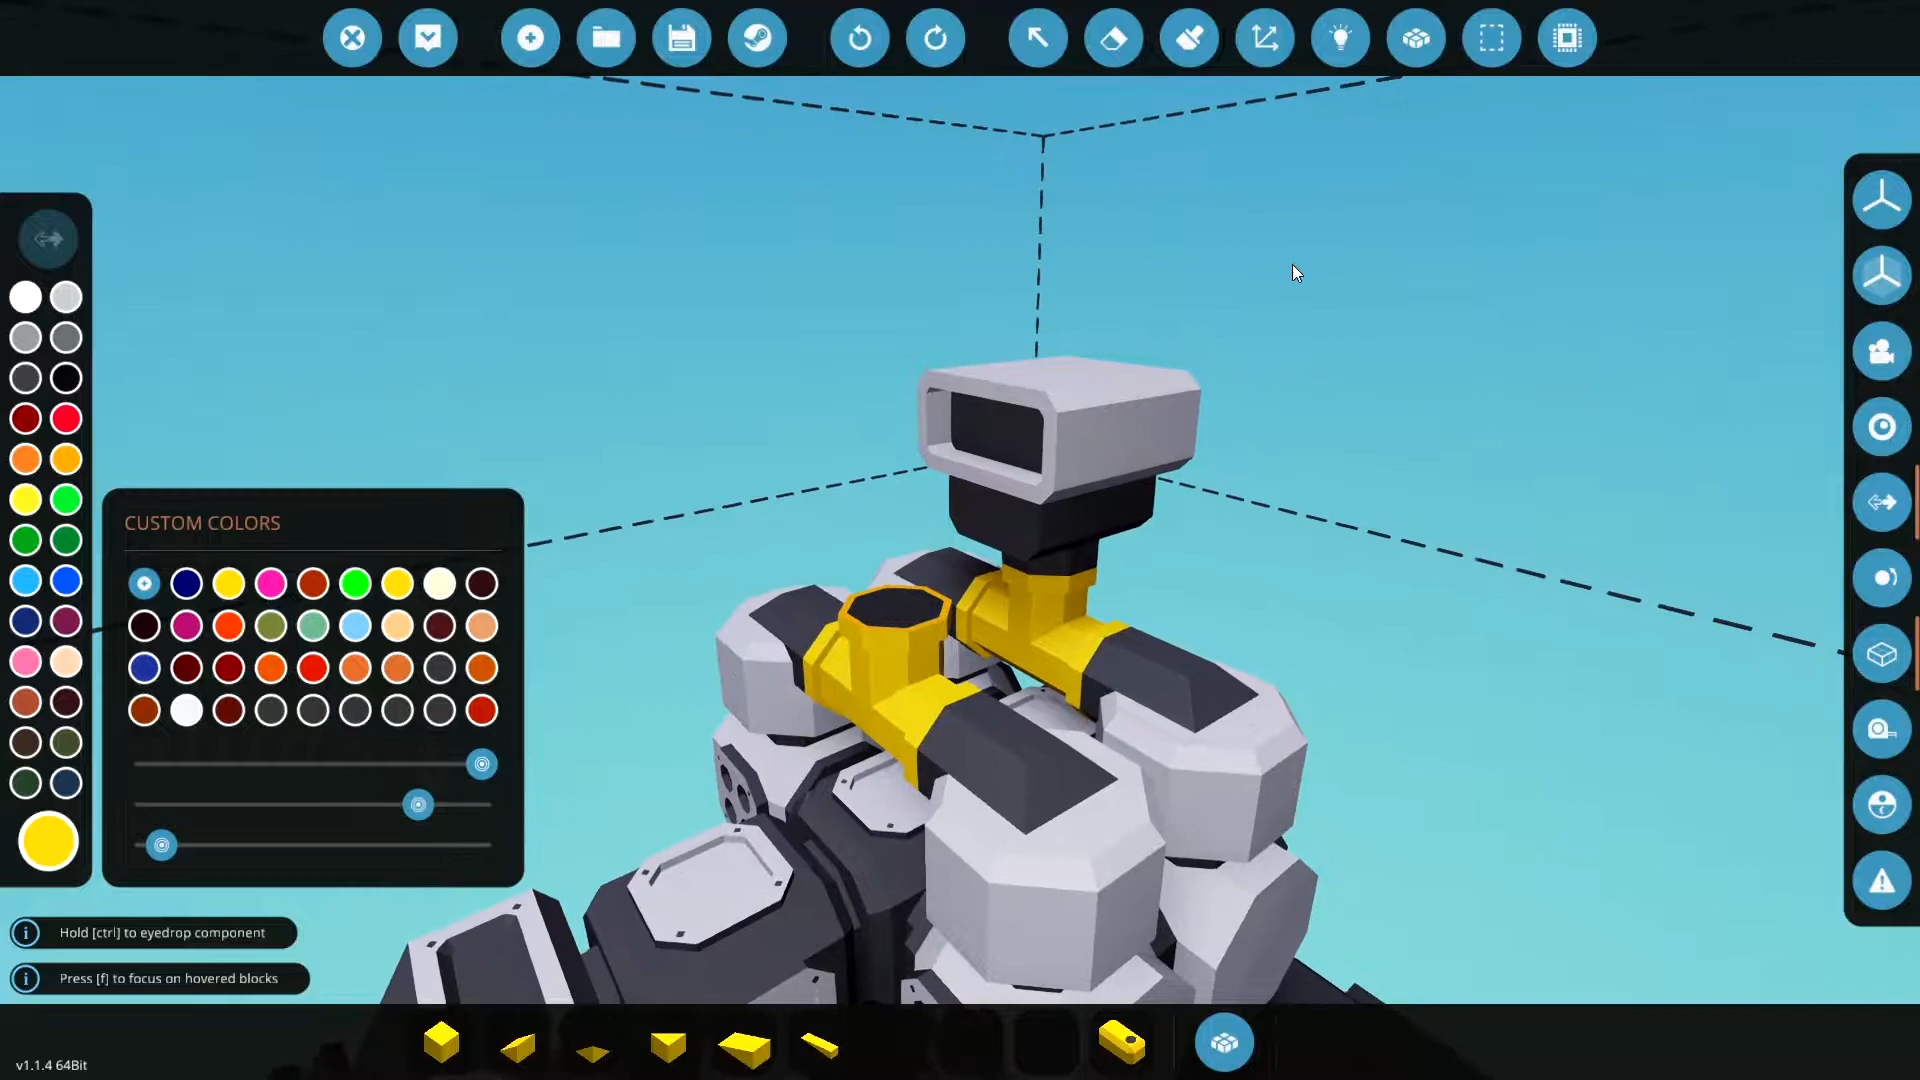 CUSTOM COLORS
Hold [ctrl] to eyedrop component
Press [f] to focus on hovered blocks
v1.1.4 64Bit